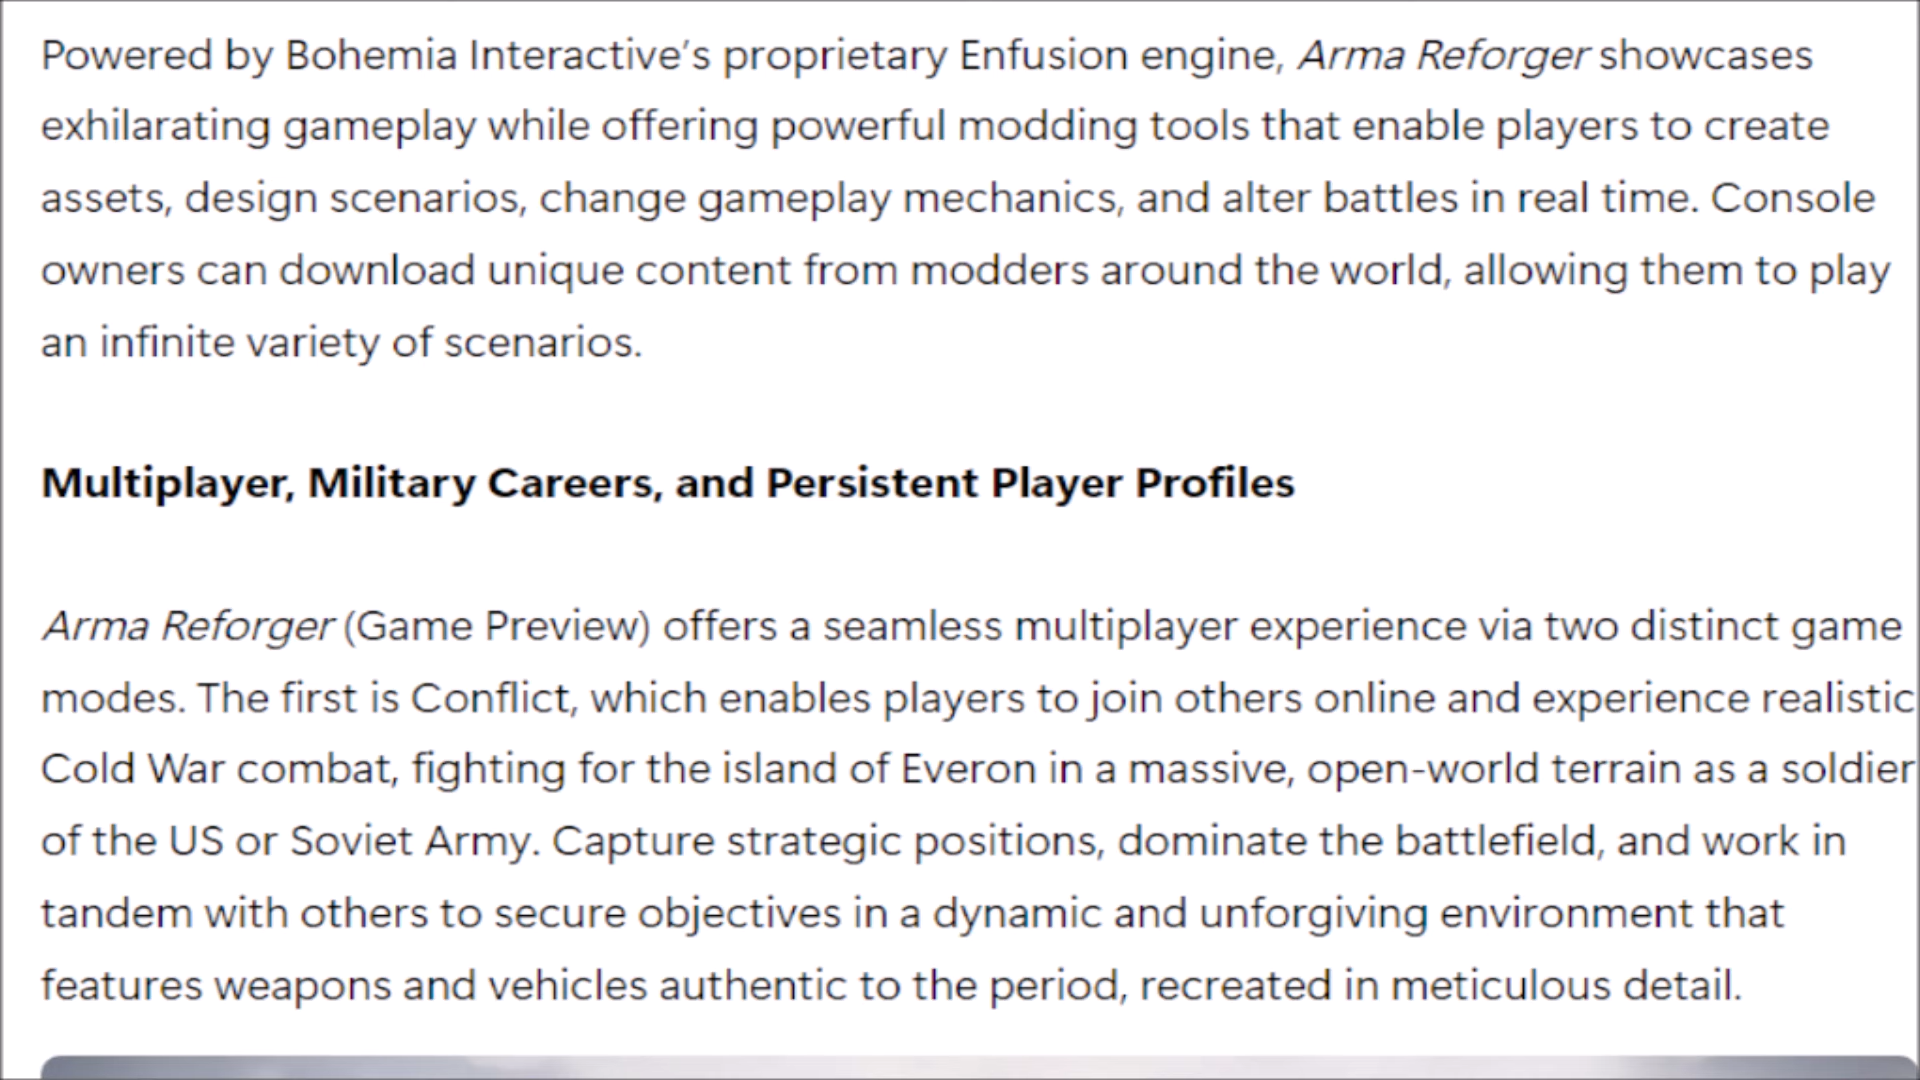 Powered by Bohemia Interactive’s proprietary Enfusion engine, Arma Reforger showcases
exhilarating gameplay while offering powerful modding tools that enable players to create
assets, design scenarios, change gameplay mechanics, and alter battles in real time. Console
owners can download unique content from modders around the world, allowing them to play
an infinite variety of scenarios.
Multiplayer, Military Careers, and Persistent Player Profiles
Arma Reforger (Game Preview) offers a seamless multiplayer experience via two distinct game
modes. The first is Conflict, which enables players to join others online and experience realistic
Cold War combat, fighting for the island of Everon in a massive, open-world terrain as a soldier
of the US or Soviet Army. Capture strategic positions, dominate the battlefield, and work in
tandem with others to secure objectives in a dynamic and unforgiving environment that
features weapons and vehicles authentic to the period, recreated in meticulous detail.